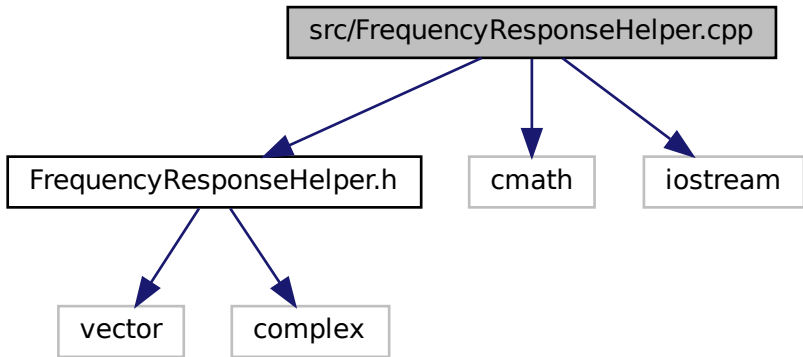 src/FrequencyResponseHelper.cpp
FrequencyResponseHelper.h
cmath
iostream
vector
complex